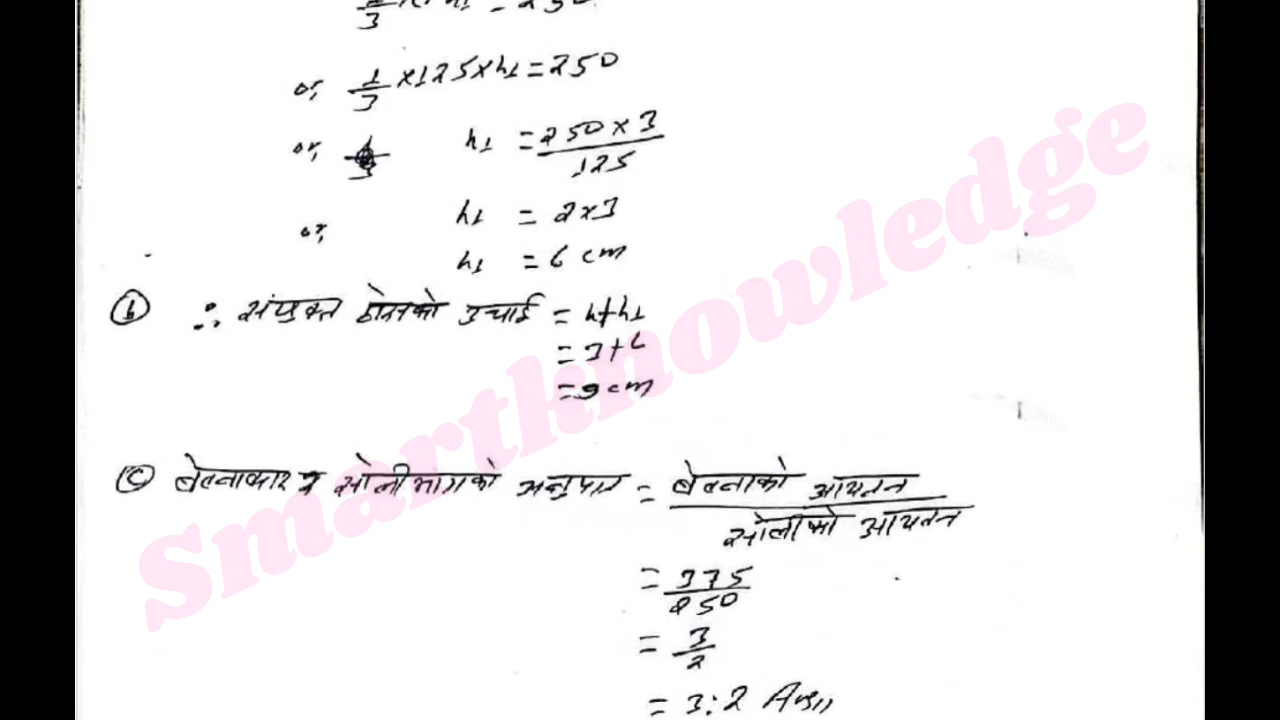 or, 1/3 × 125 × h1 = 250
or, h1 = 250 × 3 / 125
or, h1 = 2 × 3
h1 = 6 cm
(b) ∴ संयुक्त ठोसको उचाई = h + h1
= 3 + 6
= 9 cm
(c) बेलनाकार र सोलीभागको अनुपात = बेलनाको आयतन / सोलीको आयतन
= 375 / 250
= 3 / 2
= 3 : 2 Ans//
Smartknowledge